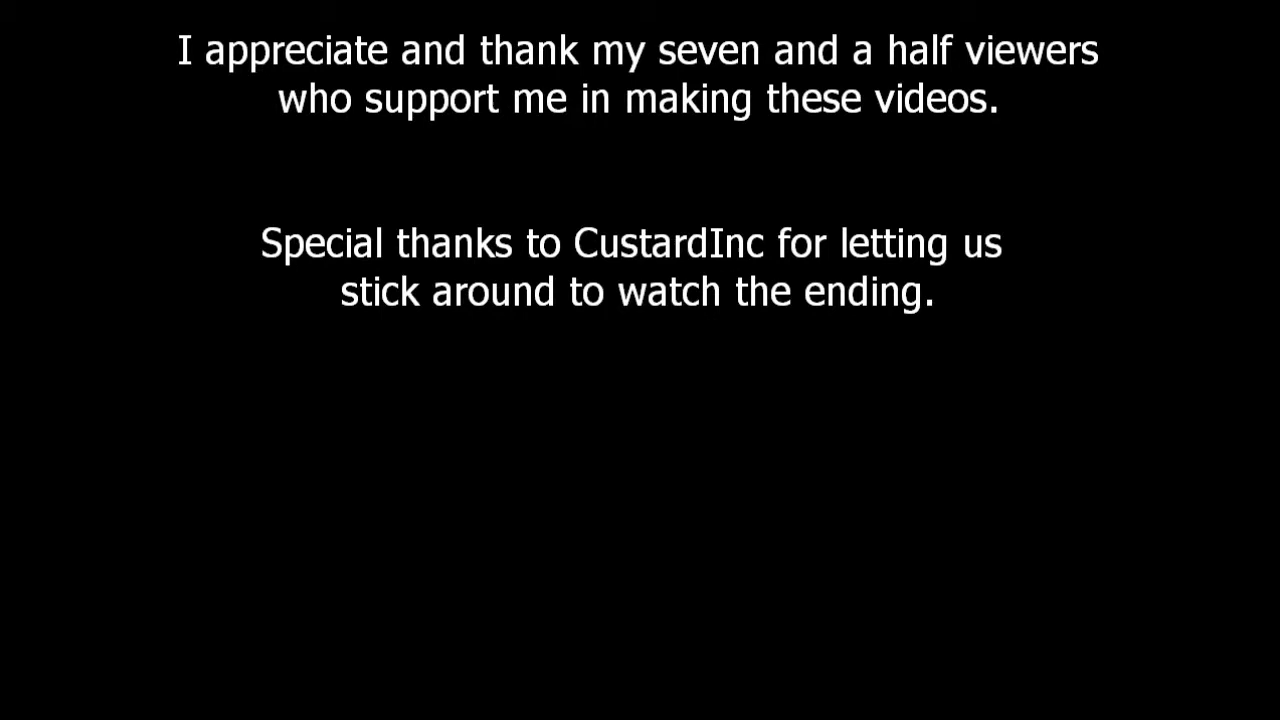 I appreciate and thank my seven and a half viewers
who support me in making these videos.
Special thanks to CustardInc for letting us
stick around to watch the ending.